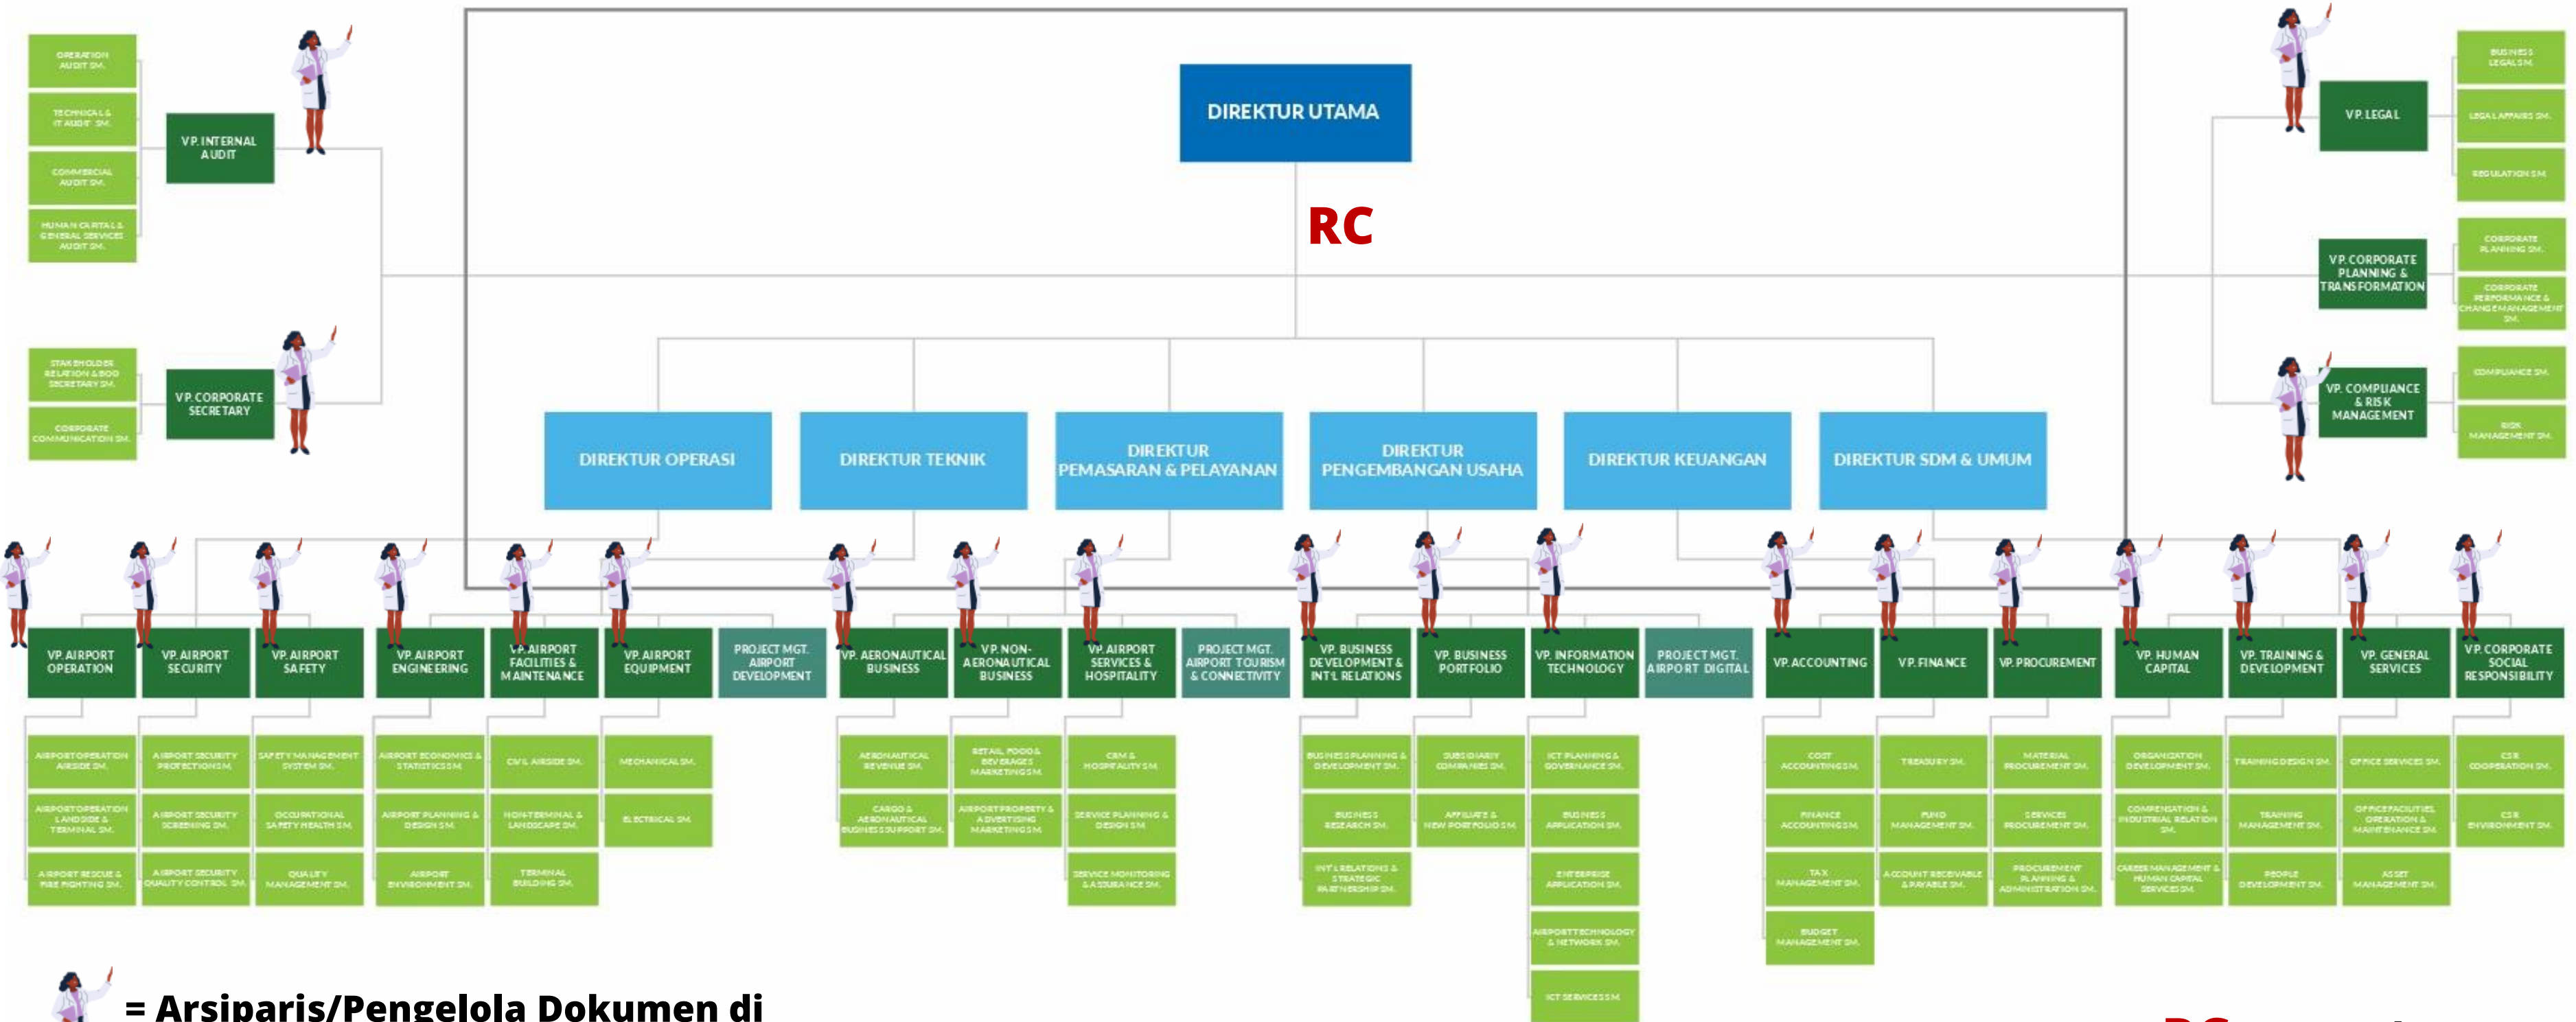 OPERATION
AUDIT SM.
TECHNICAL &
IT AUDIT SM.
COMMERCIAL
AUDIT SM.
HUMAN CAPITAL &
GENERAL SERVICES
AUDIT SM.
VP. INTERNAL
AUDIT
STAKEHOLDER
RELATION & BOD
SECRETARY SM.
CORPORATE
COMMUNICATION SM.
VP. CORPORATE
SECRETARY
DIREKTUR UTAMA
RC
VP. LEGAL
BUSINESS
LEGAL SM.
LEGAL AFFAIRS SM.
REGULATION SM.
VP. CORPORATE
PLANNING &
TRANSFORMATION
CORPORATE
PLANNING SM.
CORPORATE
PERFORMANCE &
CHANGE MANAGEMENT
SM.
VP. COMPLIANCE
& RISK
MANAGEMENT
COMPLIANCE SM.
RISK
MANAGEMENT SM.
DIREKTUR OPERASI
DIREKTUR TEKNIK
DIREKTUR
PEMASARAN & PELAYANAN
DIREKTUR
PENGEMBANGAN USAHA
DIREKTUR KEUANGAN
DIREKTUR SDM & UMUM
VP. AIRPORT
OPERATION
VP. AIRPORT
SECURITY
VP. AIRPORT
SAFETY
VP. AIRPORT
ENGINEERING
VP. AIRPORT
FACILITIES &
MAINTENANCE
VP. AIRPORT
EQUIPMENT
PROJECT MGT.
AIRPORT
DEVELOPMENT
VP. AERONAUTICAL
BUSINESS
VP. NON-
AERONAUTICAL
BUSINESS
VP. AIRPORT
SERVICES &
HOSPITALITY
PROJECT MGT.
AIRPORT TOURISM
& CONNECTIVITY
VP. BUSINESS
DEVELOPMENT &
INT'L RELATIONS
VP. BUSINESS
PORTFOLIO
VP. INFORMATION
TECHNOLOGY
PROJECT MGT.
AIRPORT DIGITAL
VP. ACCOUNTING
VP. FINANCE
VP. PROCUREMENT
VP. HUMAN
CAPITAL
VP. TRAINING &
DEVELOPMENT
VP. GENERAL
SERVICES
VP. CORPORATE
SOCIAL
RESPONSIBILITY
AIRPORT OPERATION
AIRSIDE SM.
AIRPORT OPERATION
LANDSIDE &
TERMINAL SM.
AIRPORT RESCUE &
FIRE FIGHTING SM.
AIRPORT SECURITY
PROTECTION SM.
AIRPORT SECURITY
SCREENING SM.
AIRPORT SECURITY
QUALITY CONTROL SM.
SAFETY MANAGEMENT
SYSTEM SM.
OCCUPATIONAL
SAFETY HEALTH SM.
QUALITY
MANAGEMENT SM.
AIRPORT ECONOMICS &
STATISTICS SM.
AIRPORT PLANNING &
DESIGN SM.
AIRPORT
ENVIRONMENT SM.
CIVIL AIRSIDE SM.
NON-TERMINAL &
LANDSCAPE SM.
TERMINAL
BUILDING SM.
MECHANICAL SM.
ELECTRICAL SM.
AERONAUTICAL
REVENUE SM.
CARGO &
AERONAUTICAL
BUSINESS SUPPORT SM.
RETAIL, FOOD &
BEVERAGES
MARKETING SM.
AIRPORT PROPERTY &
ADVERTISING
MARKETING SM.
CRM &
HOSPITALITY SM.
SERVICE PLANNING &
DESIGN SM.
SERVICE MONITORING
& ASSURANCE SM.
BUSINESS PLANNING &
DEVELOPMENT SM.
BUSINESS
RESEARCH SM.
INT'L RELATIONS &
STRATEGIC
PARTNERSHIP SM.
SUBSIDIARY
COMPANIES SM.
AFFILIATE &
NEW PORTFOLIO SM.
ICT PLANNING &
GOVERNANCE SM.
BUSINESS
APPLICATION SM.
ENTERPRISE
APPLICATION SM.
AIRPORT TECHNOLOGY
& NETWORK SM.
ICT SERVICES SM.
COST
ACCOUNTING SM.
FINANCE
ACCOUNTING SM.
TAX
MANAGEMENT SM.
BUDGET
MANAGEMENT SM.
TREASURY SM.
FUND
MANAGEMENT SM.
ACCOUNT RECEIVABLE
& PAYABLE SM.
MATERIAL
PROCUREMENT SM.
SERVICES
PROCUREMENT SM.
PROCUREMENT
PLANNING &
ADMINISTRATION SM.
ORGANIZATION
DEVELOPMENT SM.
COMPENSATION &
INDUSTRIAL RELATION
SM.
CAREER MANAGEMENT &
HUMAN CAPITAL
SERVICES SM.
TRAINING DESIGN SM.
TRAINING
MANAGEMENT SM.
PEOPLE
DEVELOPMENT SM.
OFFICE SERVICES SM.
OFFICE FACILITIES,
OPERATION &
MAINTENANCE SM.
ASSET
MANAGEMENT SM.
CSR
COOPERATION SM.
CSR
ENVIRONMENT SM.
= Arsiparis/Pengelola Dokumen di